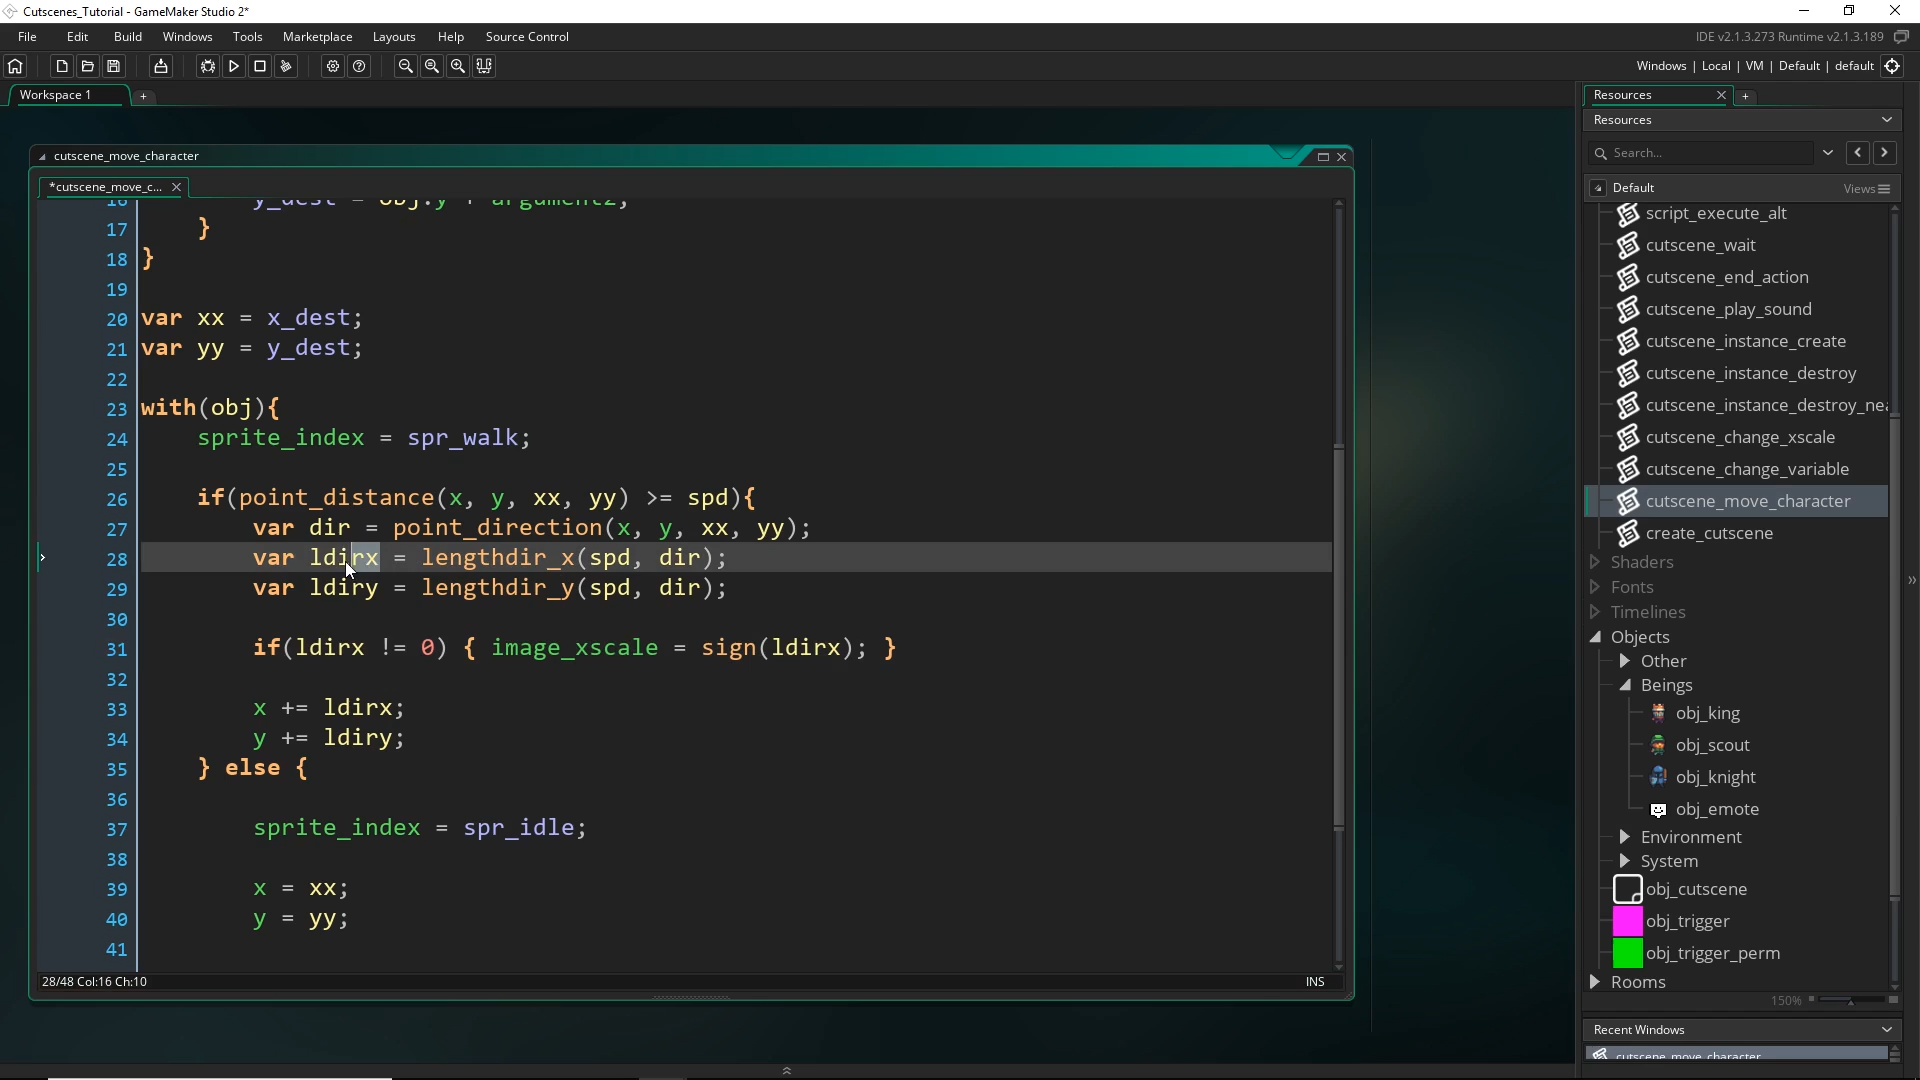 Cutscenes_Tutorial - GameMaker Studio 2*
File Edit Build Windows Tools Marketplace Layouts Help Source Control
IDE v2.1.3.273 Runtime v2.1.3.189
Windows | Local | VM | Default | default
Workspace 1 +
cutscene_move_character
*cutscene_move_c...
16 y_dest = obj.y + argument2;
17 }
18 }
19
20 var xx = x_dest;
21 var yy = y_dest;
22
23 with(obj){
24 sprite_index = spr_walk;
25
26 if(point_distance(x, y, xx, yy) >= spd){
27 var dir = point_direction(x, y, xx, yy);
28 var ldirx = lengthdir_x(spd, dir);
29 var ldiry = lengthdir_y(spd, dir);
30
31 if(ldirx != 0) { image_xscale = sign(ldirx); }
32
33 x += ldirx;
34 y += ldiry;
35 } else {
36
37 sprite_index = spr_idle;
38
39 x = xx;
40 y = yy;
41
28/48 Col:16 Ch:10 INS
Resources +
Resources
Search...
Default Views
script_execute_alt
cutscene_wait
cutscene_end_action
cutscene_play_sound
cutscene_instance_create
cutscene_instance_destroy
cutscene_instance_destroy_nea
cutscene_change_xscale
cutscene_change_variable
cutscene_move_character
create_cutscene
Shaders
Fonts
Timelines
Objects
Other
Beings
obj_king
obj_scout
obj_knight
obj_emote
Environment
System
obj_cutscene
obj_trigger
obj_trigger_perm
Rooms
150%
Recent Windows
cutscene_move_character